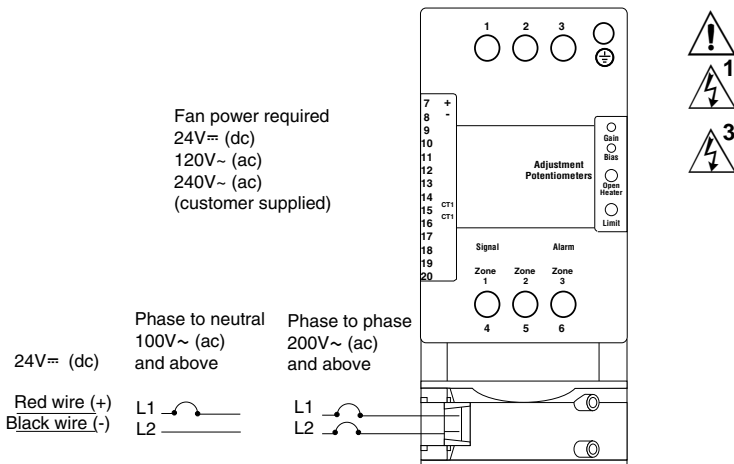 1 2 3
1
3
Fan power required
24V⎓ (dc)
120V~ (ac)
240V~ (ac)
(customer supplied)
7 +
8 -
9
10
11
12
13
14
15 CT1
16 CT1
17
18
19
20
Gain
Bias
Open
Heater
Limit
Adjustment
Potentiometers
Signal Alarm
Zone Zone Zone
1 2 3
4 5 6
24V⎓ (dc)
Red wire (+)
Black wire (-)
Phase to neutral
100V~ (ac)
and above
L1
L2
Phase to phase
200V~ (ac)
and above
L1
L2